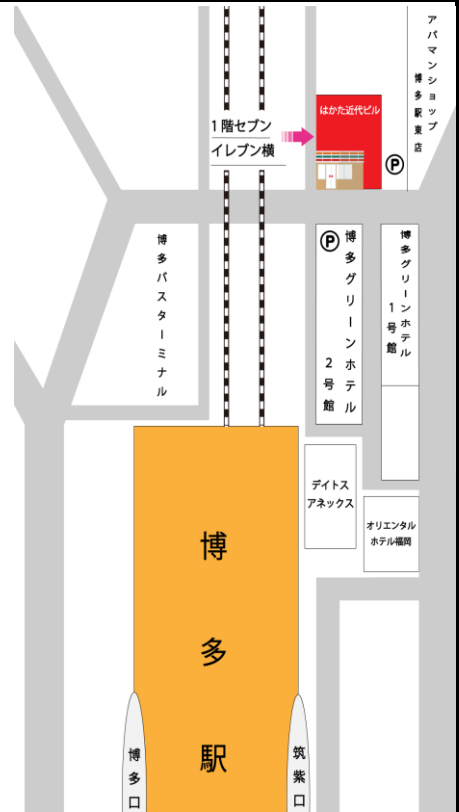 アパマンショップ
博多駅東店
はかた近代ビル
1階セブン
イレブン横
P
P
博多グリーンホテル
2号館
博多グリーンホテル
1号館
博多バスターミナル
デイトス
アネックス
オリエンタル
ホテル福岡
博多駅
博多口
筑紫口